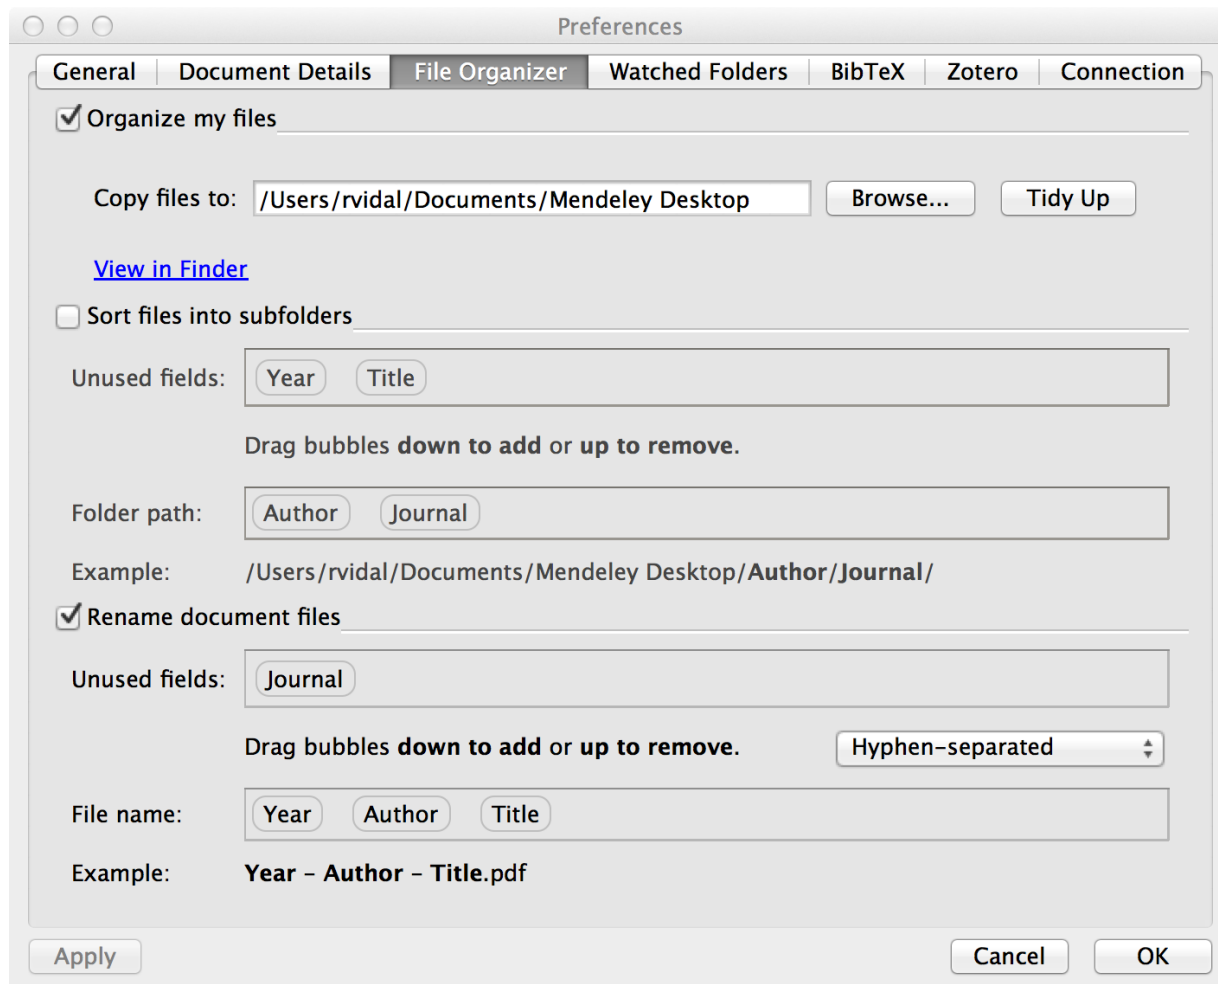 Preferences
General Document Details File Organizer Watched Folders BibTeX Zotero Connection
Organize my files
Copy files to: /Users/rvidal/Documents/Mendeley Desktop Browse... Tidy Up
View in Finder
Sort files into subfolders
Unused fields: Year Title
Drag bubbles down to add or up to remove.
Folder path: Author Journal
Example: /Users/rvidal/Documents/Mendeley Desktop/Author/Journal/
Rename document files
Unused fields: Journal
Drag bubbles down to add or up to remove. Hyphen-separated
File name: Year Author Title
Example: Year - Author - Title.pdf
Apply Cancel OK